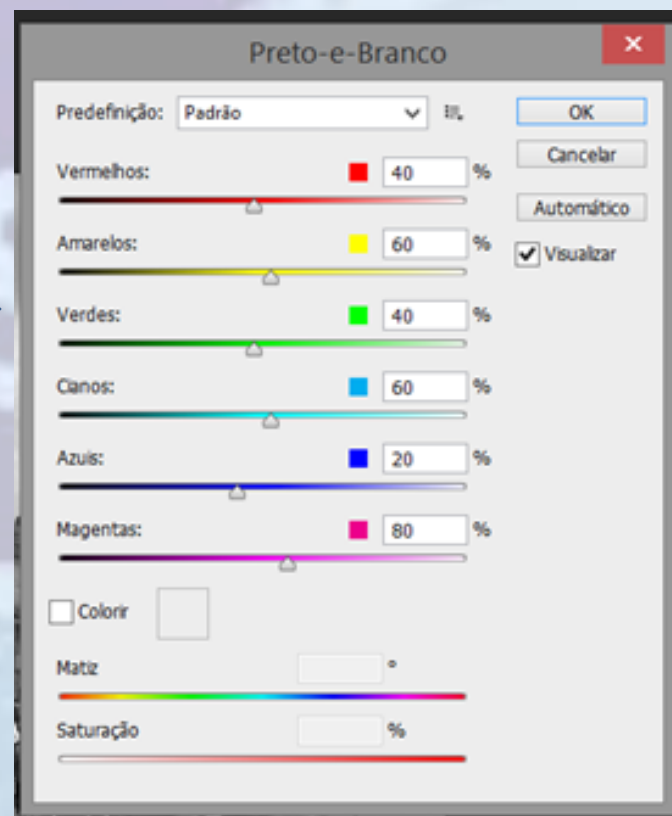 Preto-e-Branco
Predefinição: Padrão OK
Cancelar
Vermelhos: 40 %
Automático
Amarelos: 60 % Visualizar
Verdes: 40 %
Cianos: 60 %
Azuis: 20 %
Magentas: 80 %
Colorir
Matiz °
Saturação %